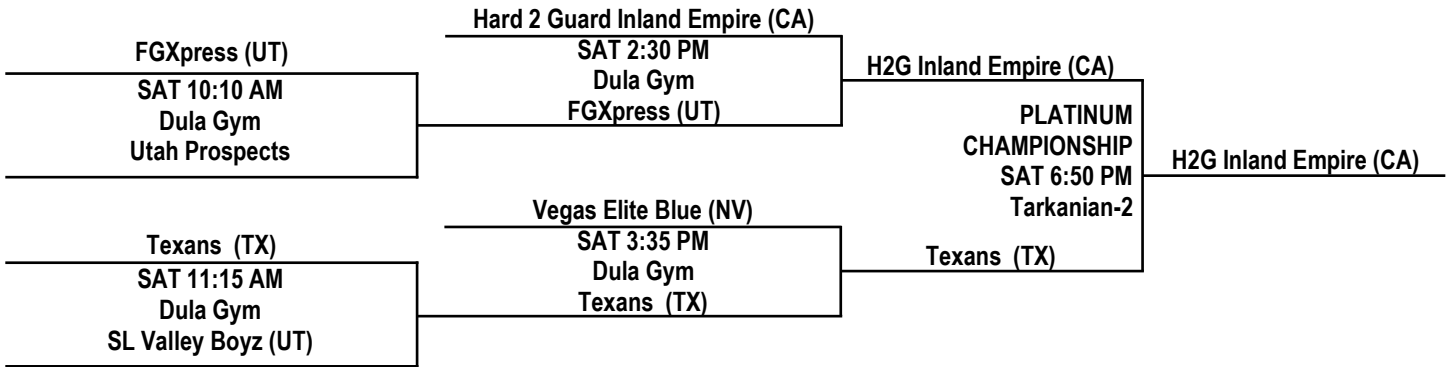 Hard 2 Guard Inland Empire (CA)
FGXpress (UT)
SAT 2:30 PM
Dula Gym
FGXpress (UT)
SAT 10:10 AM
Dula Gym
Utah Prospects
H2G Inland Empire (CA)
PLATINUM
CHAMPIONSHIP
SAT 6:50 PM
Tarkanian-2
H2G Inland Empire (CA)
Vegas Elite Blue (NV)
SAT 3:35 PM
Dula Gym
Texans (TX)
Texans (TX)
SAT 11:15 AM
Dula Gym
SL Valley Boyz (UT)
Texans (TX)